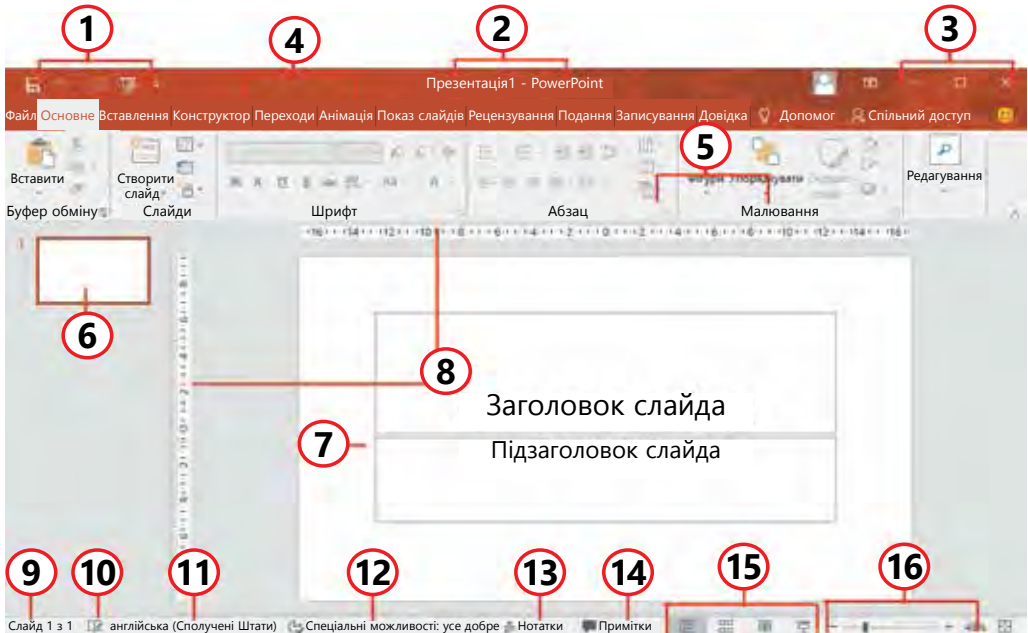 1 2 3
4
Презентація1 - PowerPoint
Файл Основне Вставлення Конструктор Переходи Анімація Показ слайдів Рецензування Подання Записування Довідка Допомог Спільний доступ
5
Вставити Створити слайд Фігури Упорядкувати Редагування
Буфер обміну Слайди Шрифт Абзац Малювання
1
6
8
Заголовок слайда
7
Підзаголовок слайда
9 10 11 12 13 14 15 16
Слайд 1 з 1 англійська (Сполучені Штати) Спеціальні можливості: усе добре Нотатки Примітки